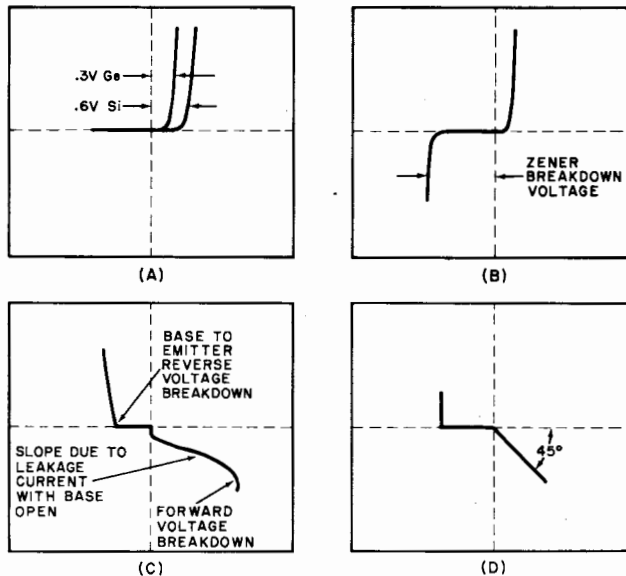 .3V Ge
.6V Si
(A)
ZENER
BREAKDOWN
VOLTAGE
(B)
BASE TO
EMITTER
REVERSE
VOLTAGE
BREAKDOWN
SLOPE DUE TO
LEAKAGE
CURRENT
WITH BASE
OPEN
FORWARD
VOLTAGE
BREAKDOWN
(C)
45°
(D)